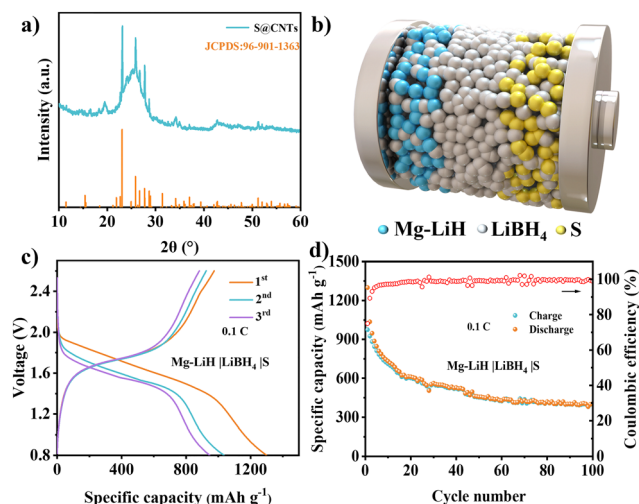 a)
S@CNTs
JCPDS:96-901-1363
Intensity (a.u.)
10 20 30 40 50 60
2θ (°)
b)
Mg-LiH LiBH₄ S
c)
1ˢᵗ
2ⁿᵈ
3ʳᵈ
0.1 C
Mg-LiH |LiBH₄ |S
Voltage (V)
2.4
2.0
1.6
1.2
0.8
0 400 800 1200
Specific capacity (mAh g⁻¹)
d)
Specific capacity (mAh g⁻¹)
1500
1350
1200
900
600
300
0
Charge
Discharge
0.1 C
Mg-LiH |LiBH₄ |S
100
80
60
40
20
0
Coulombic efficiency (%)
0 20 40 60 80 100
Cycle number